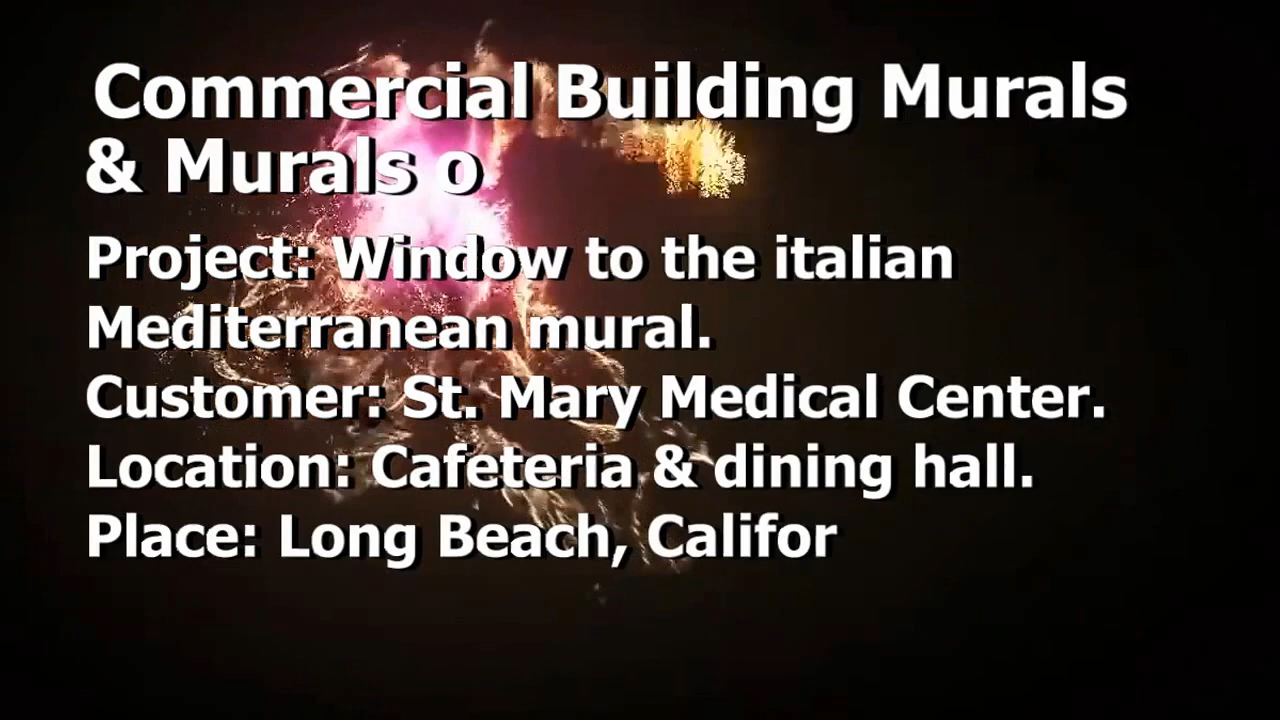 Commercial Building Murals
& Murals o
Project: Window to the italian
Mediterranean mural.
Customer: St. Mary Medical Center.
Location: Cafeteria & dining hall.
Place: Long Beach, Califor